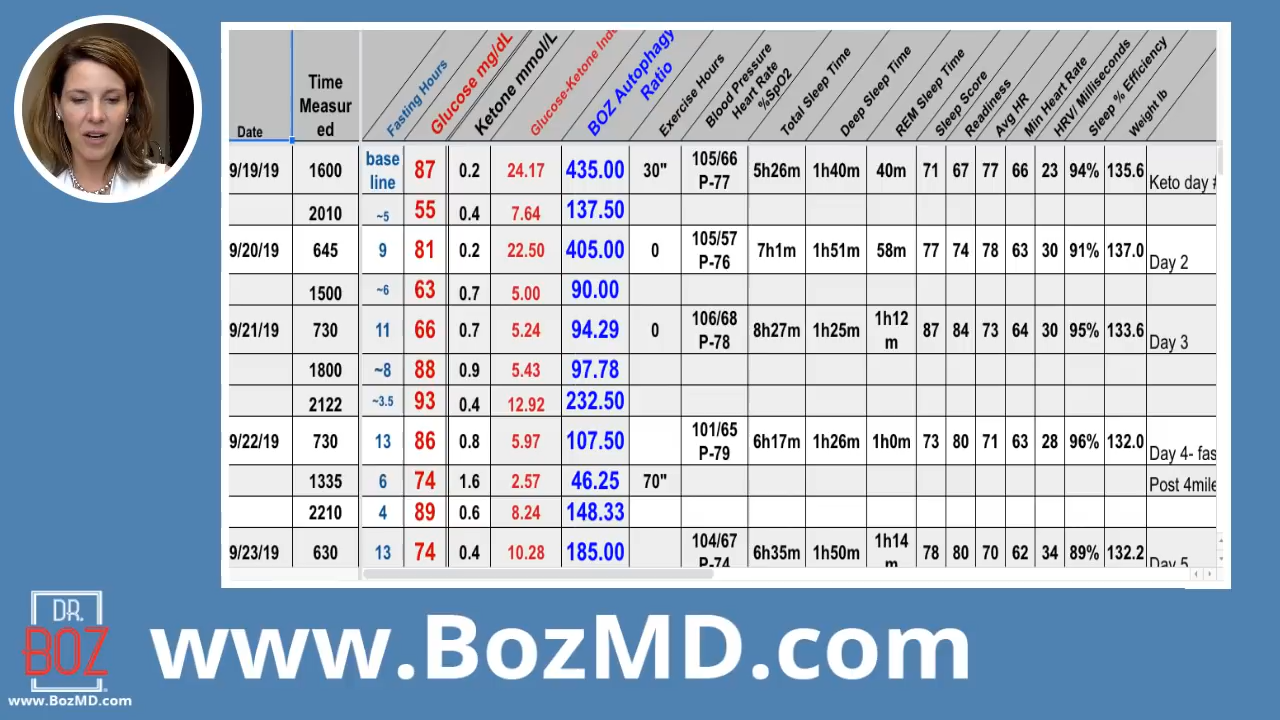 Date
Time
Measur
ed
Fasting Hours
Glucose mg/dL
Ketone mmol/L
Glucose-Ketone
BOZ Autophagy
Ratio
Exercise Hours
Blood Pressure
Heart Rate
%SpO2
Total Sleep Time
Deep Sleep Time
REM Sleep Time
Sleep Score
Readiness
Avg HR
Min Heart Rate
HRV/ Milliseconds
Sleep % Efficiency
Weight lb
9/19/19 1600 base line 87 0.2 24.17 435.00 30" 105/66 P-77 5h26m 1h40m 40m 71 67 77 66 23 94% 135.6 Keto day
2010 ~5 55 0.4 7.64 137.50
9/20/19 645 9 81 0.2 22.50 405.00 0 105/57 P-76 7h1m 1h51m 58m 77 74 78 63 30 91% 137.0 Day 2
1500 ~6 63 0.7 5.00 90.00
9/21/19 730 11 66 0.7 5.24 94.29 0 106/68 P-78 8h27m 1h25m 1h12 m 87 84 73 64 30 95% 133.6 Day 3
1800 ~8 88 0.9 5.43 97.78
2122 ~3.5 93 0.4 12.92 232.50
9/22/19 730 13 86 0.8 5.97 107.50 101/65 P-79 6h17m 1h26m 1h0m 73 80 71 63 28 96% 132.0 Day 4- fas
1335 6 74 1.6 2.57 46.25 70" Post 4mile
2210 4 89 0.6 8.24 148.33
9/23/19 630 13 74 0.4 10.28 185.00 104/67 P-74 6h35m 1h50m 1h14 m 78 80 70 62 34 89% 132.2 Day 5
DR.
BOZ
www.BozMD.com
www.BozMD.com